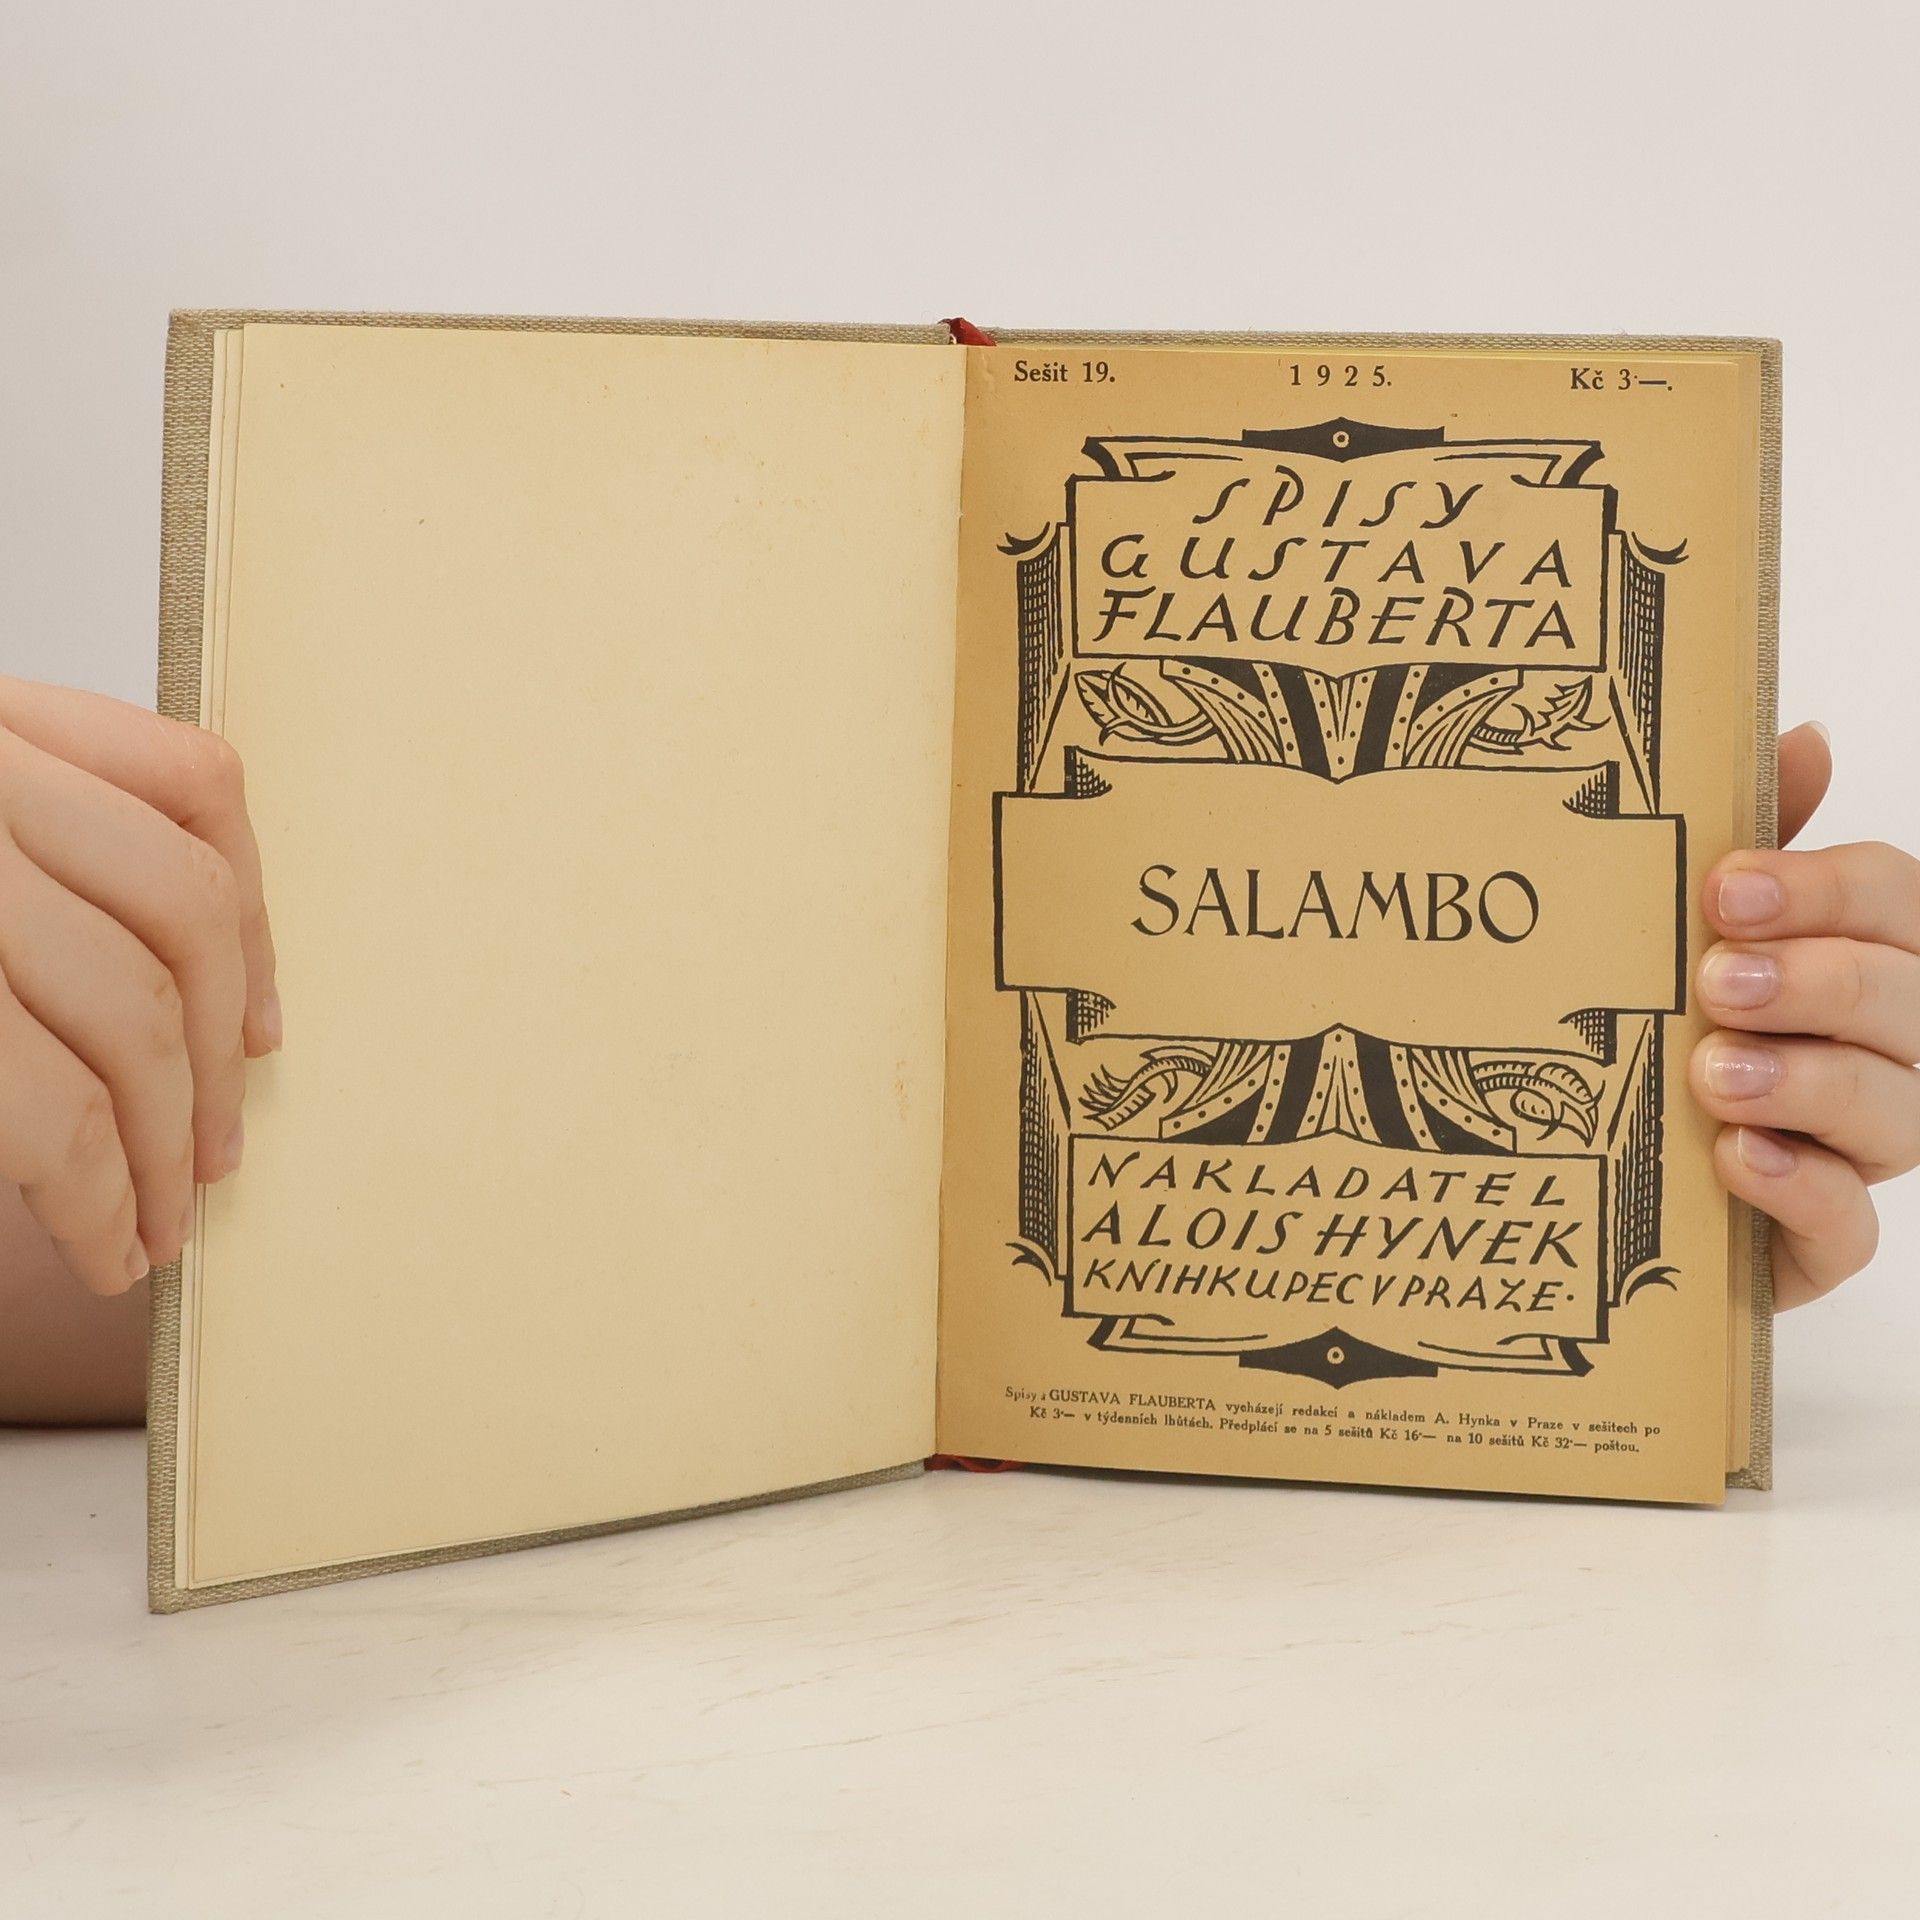 Sešit 19. 1925. Kč 3·—.
SPISY
GUSTAVA
FLAUBERTA
SALAMBO
NAKLADATEL
ALOIS HYNEK
KNIHKUPEC V PRAZE·
Spisy GUSTAVA FLAUBERTA vycházejí redakcí a nákladem A. Hynka v Praze v sešitech po
Kč 3·— v týdenních lhůtách. Předplácí se na 5 sešitů Kč 16·— na 10 sešitů Kč 32·— poštou.